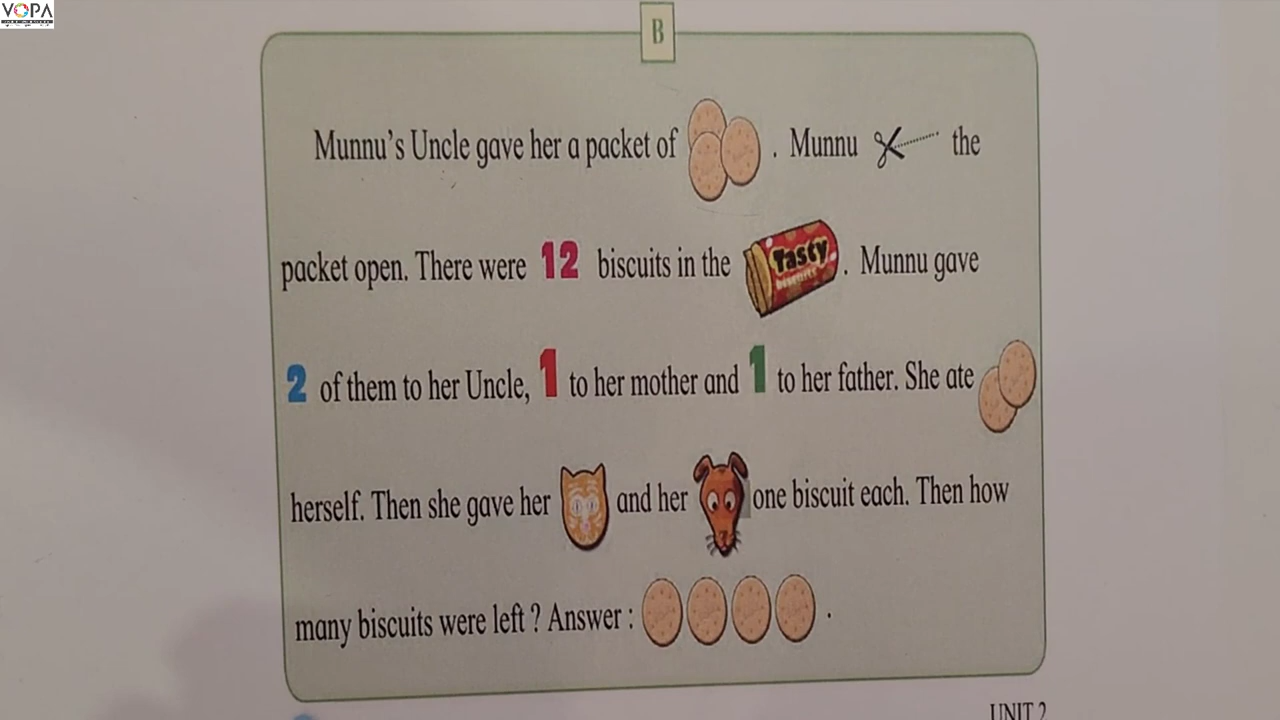 VOPA
B
Munnu's Uncle gave her a packet of . Munnu the
packet open. There were 12 biscuits in the Tasty BISCUITS . Munnu gave
2 of them to her Uncle, 1 to her mother and 1 to her father. She ate
herself. Then she gave her and her one biscuit each. Then how
many biscuits were left ? Answer : .
UNIT 2